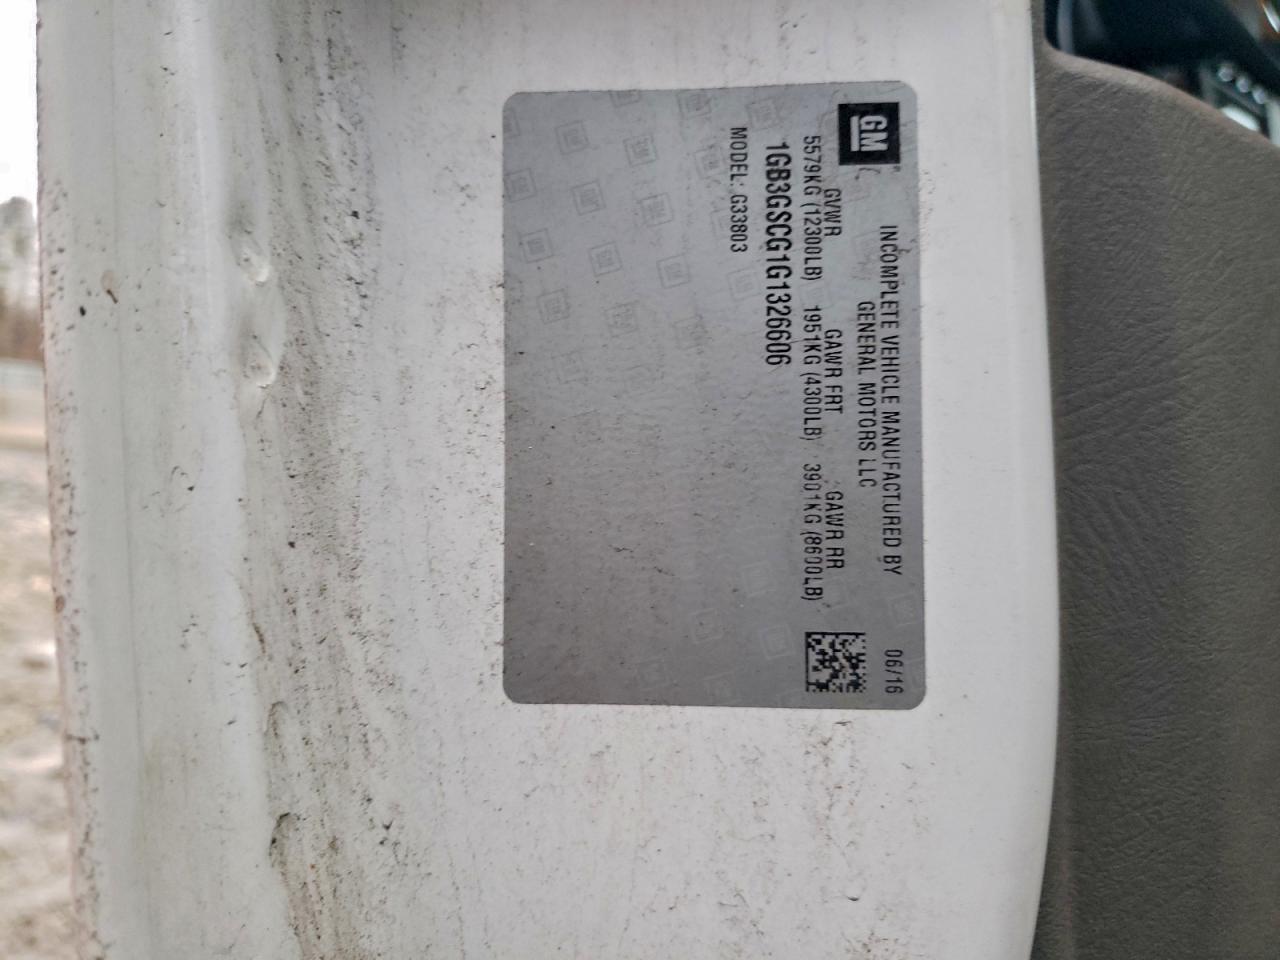 GM
INCOMPLETE VEHICLE MANUFACTURED BY
06/16
GENERAL MOTORS LLC
GVWR GAWR FRT GAWR RR
5579KG (12300LB) 1951KG (4300LB) 3901KG (8600LB)
1GB3GSCG1G1326606
MODEL: G33803